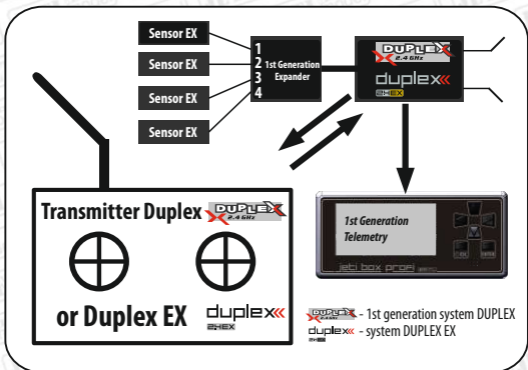 Sensor EX
Sensor EX
Sensor EX
Sensor EX
1
2
3
4
1st Generation
Expander
DUPLEX
2.4 GHz
duplex
2.4EX
Transmitter Duplex DUPLEX
2.4 GHz
or Duplex EX duplex
2.4EX
1st Generation
Telemetry
jeti box profi
DUPLEX - 1st generation system DUPLEX
duplex - system DUPLEX EX